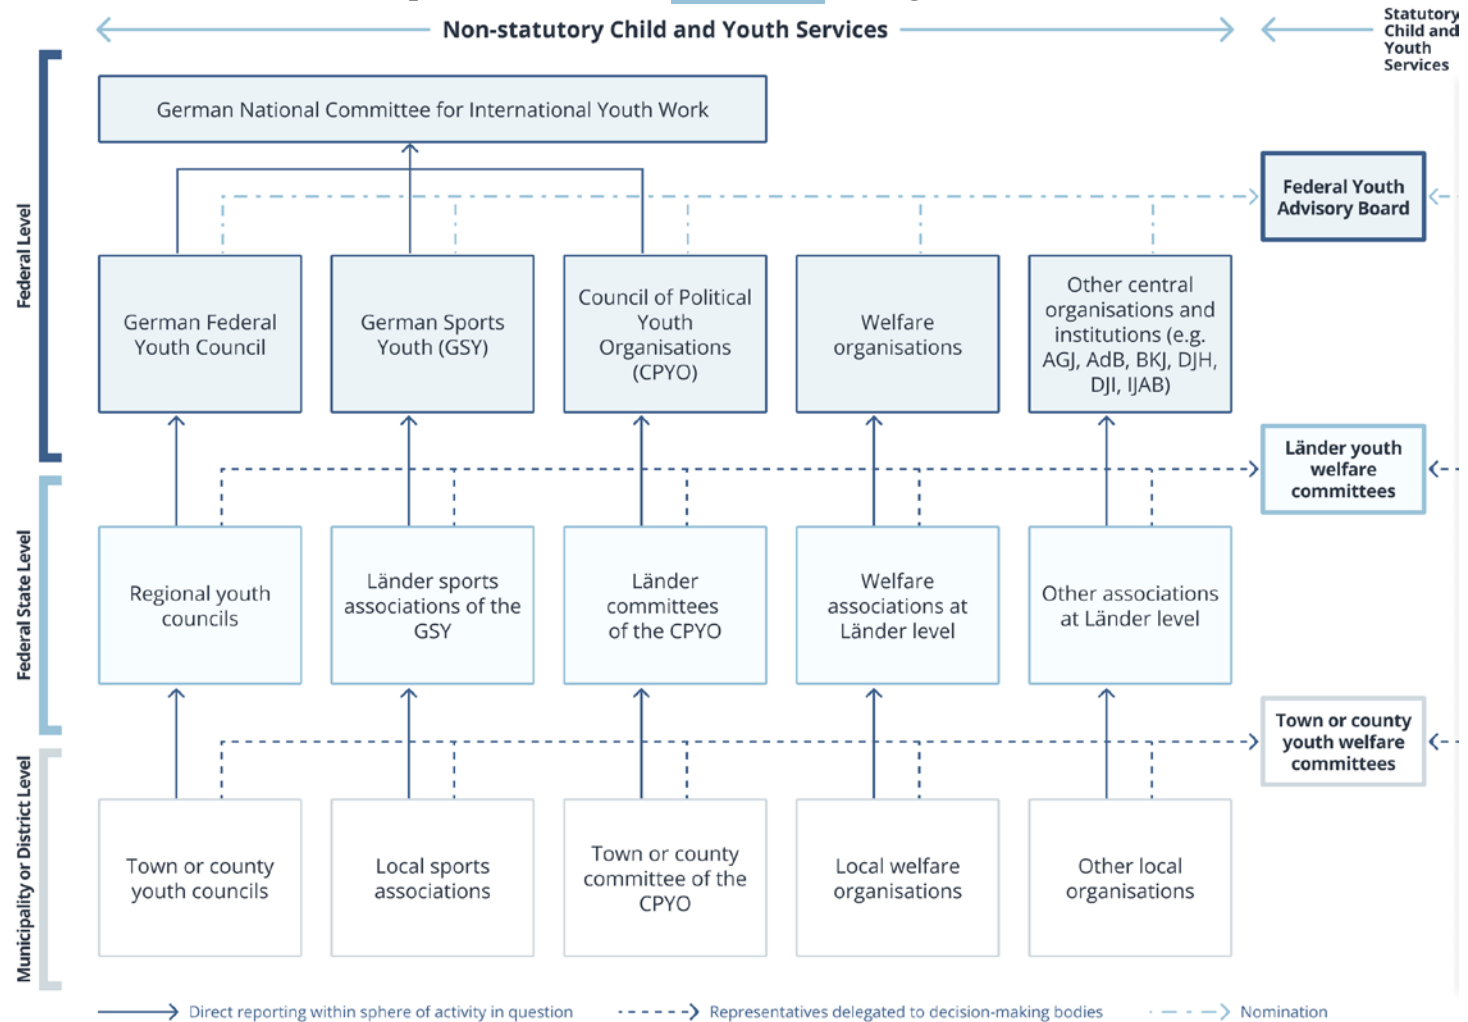 Non-statutory Child and Youth Services
Statutory
Child and
Youth
Services
Federal Level
German National Committee for International Youth Work
Federal Youth
Advisory Board
German Federal
Youth Council
German Sports
Youth (GSY)
Council of Political
Youth
Organisations
(CPYO)
Welfare
organisations
Other central
organisations and
institutions (e.g.
AGJ, AdB, BKJ, DJH,
DJI, IJAB)
Länder youth
welfare
committees
Federal State Level
Regional youth
councils
Länder sports
associations of the
GSY
Länder
committees
of the CPYO
Welfare
associations at
Länder level
Other associations
at Länder level
Town or county
youth welfare
committees
Municipality or District Level
Town or county
youth councils
Local sports
associations
Town or county
committee of the
CPYO
Local welfare
organisations
Other local
organisations
Direct reporting within sphere of activity in question
Representatives delegated to decision-making bodies
Nomination